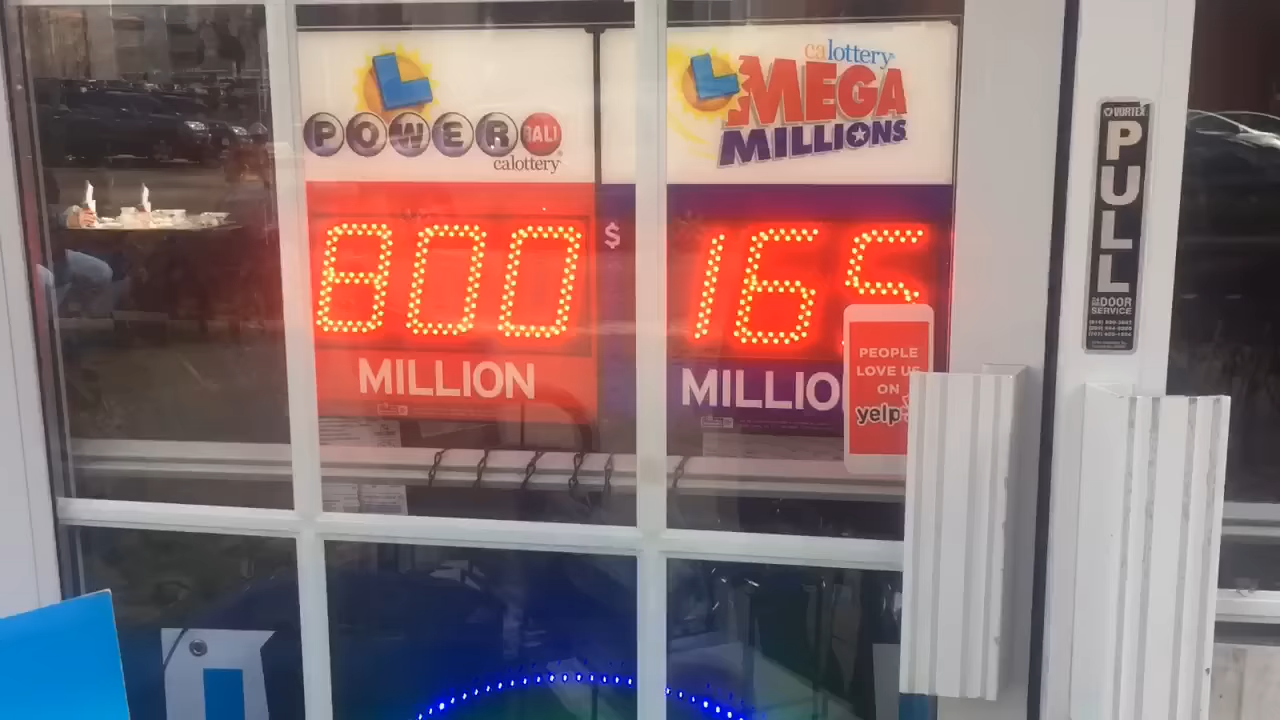 POWERBALL
calottery
800
MILLION
calottery
MEGA
MILLIONS
$
165
MILLIO
PEOPLE
LOVE US
ON
yelp
VORTEX
PULL
DOOR
SERVICE